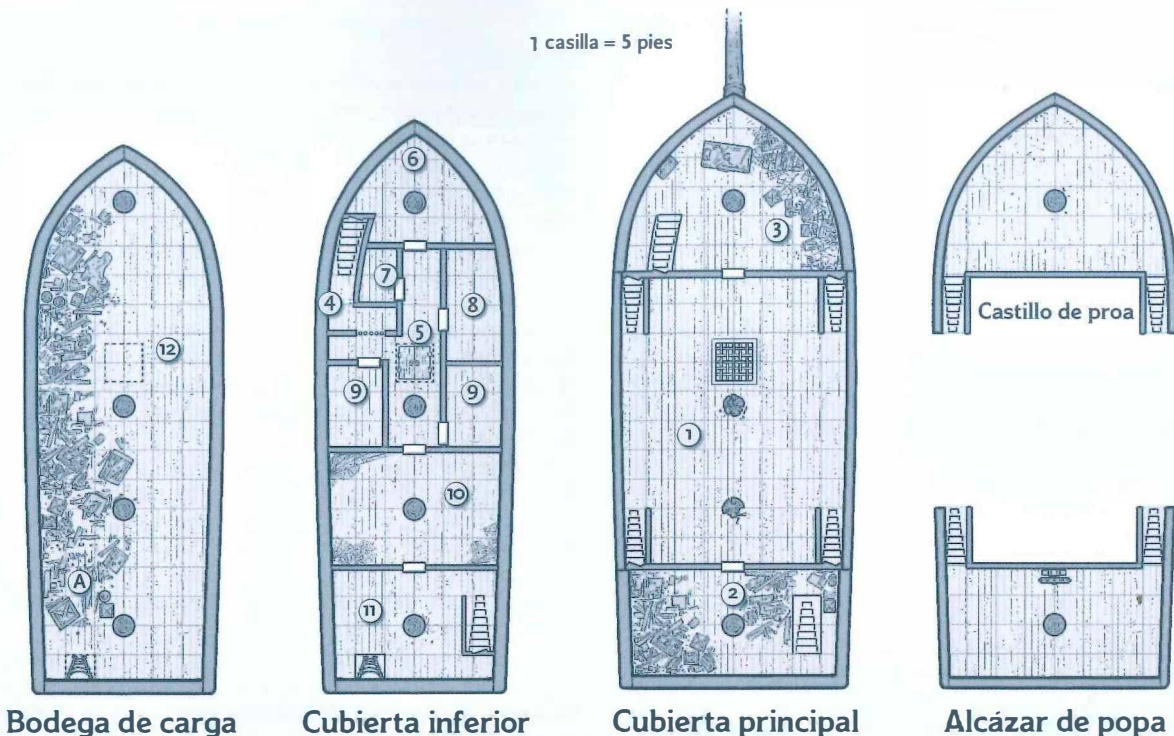 1 casilla = 5 pies
12
A
Bodega de carga
6
7
4
8
5
9
9
10
11
Cubierta inferior
3
1
2
Cubierta principal
Castillo de proa
Alcázar de popa